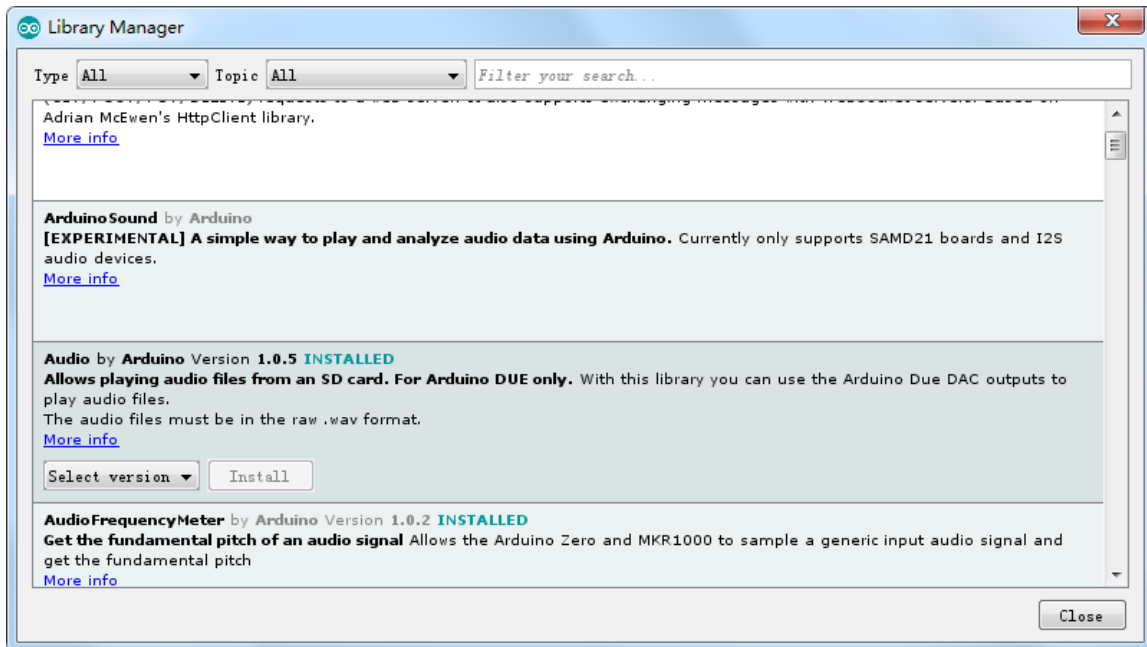 Library Manager
Type All Topic All Filter your search...
Adrian McEwen's HttpClient library.
More info
ArduinoSound by Arduino
[EXPERIMENTAL] A simple way to play and analyze audio data using Arduino. Currently only supports SAMD21 boards and I2S
audio devices.
More info
Audio by Arduino Version 1.0.5 INSTALLED
Allows playing audio files from an SD card. For Arduino DUE only. With this library you can use the Arduino Due DAC outputs to
play audio files.
The audio files must be in the raw .wav format.
More info
Select version Install
AudioFrequencyMeter by Arduino Version 1.0.2 INSTALLED
Get the fundamental pitch of an audio signal Allows the Arduino Zero and MKR1000 to sample a generic input audio signal and
get the fundamental pitch
More info
Close